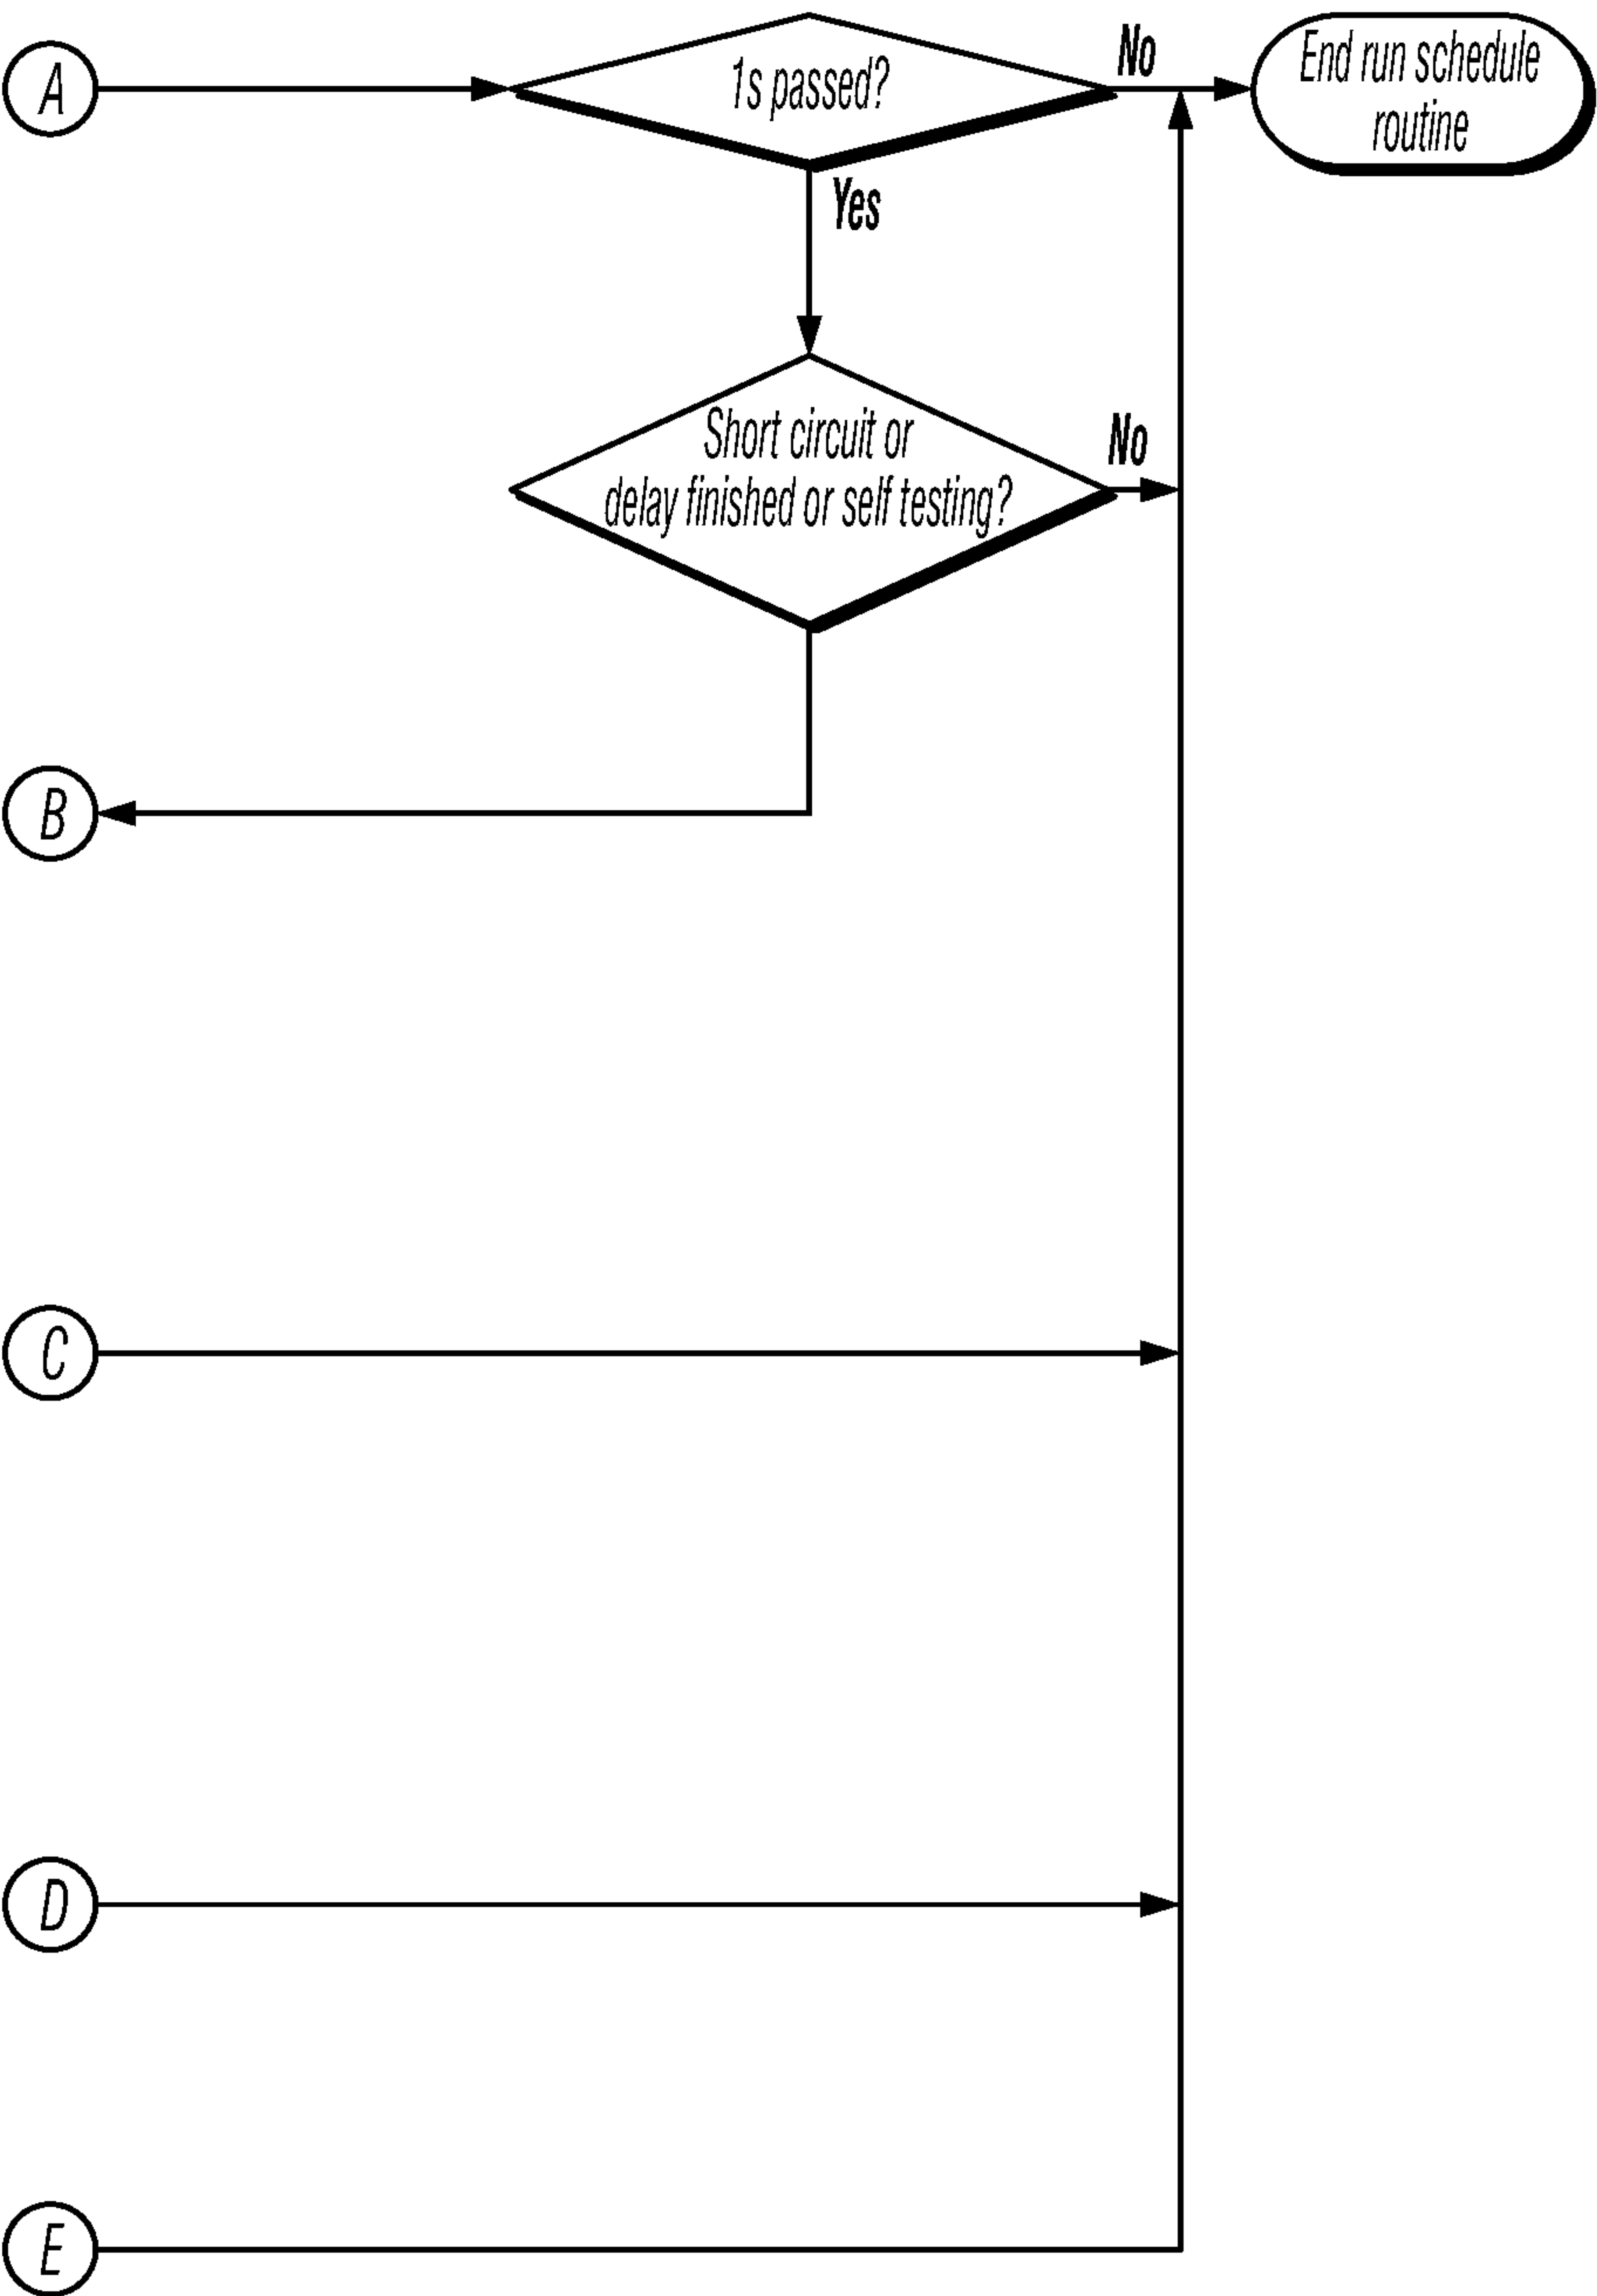 A
1s passed?
No
End run schedule
routine
Yes
Short circuit or
delay finished or self testing?
No
B
C
D
E